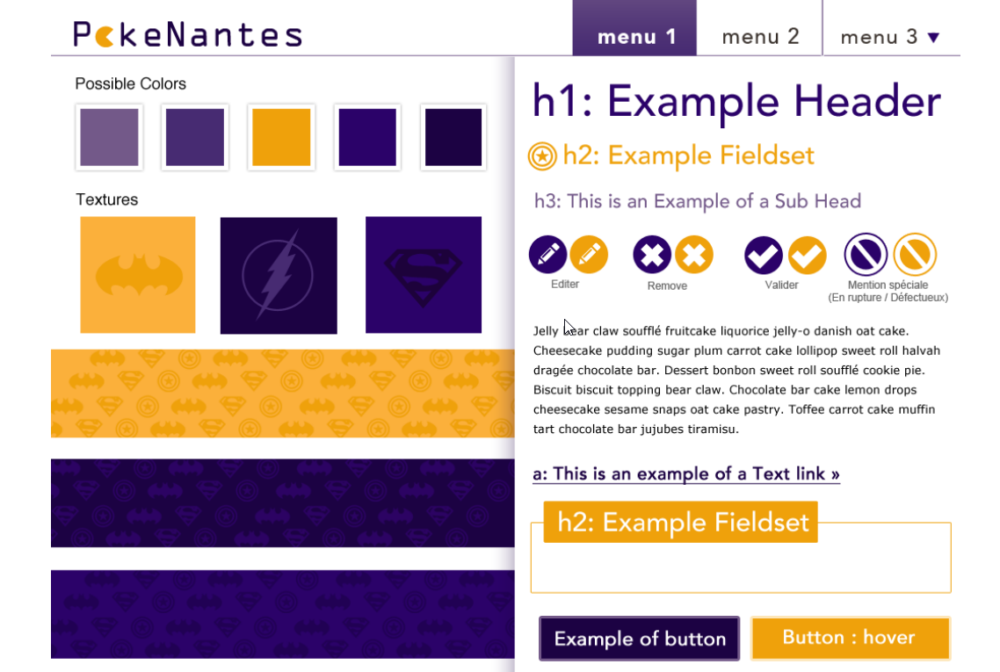 PokeNantes
menu 1
menu 2
menu 3 ▼
Possible Colors
Textures
h1: Example Header
h2: Example Fieldset
h3: This is an Example of a Sub Head
Editer
Remove
Valider
Mention spéciale
(En rupture / Défectueux)
Jelly bear claw soufflé fruitcake liquorice jelly-o danish oat cake.
Cheesecake pudding sugar plum carrot cake lollipop sweet roll halvah
dragée chocolate bar. Dessert bonbon sweet roll soufflé cookie pie.
Biscuit biscuit topping bear claw. Chocolate bar cake lemon drops
cheesecake sesame snaps oat cake pastry. Toffee carrot cake muffin
tart chocolate bar jujubes tiramisu.
a: This is an example of a Text link »
h2: Example Fieldset
Example of button
Button : hover